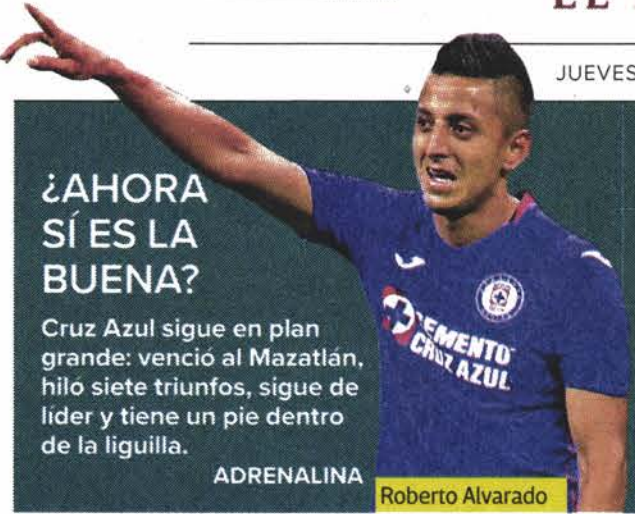 JUEVES
¿AHORA
SÍ ES LA
BUENA?
Cruz Azul sigue en plan
grande: venció al Mazatlán,
hiló siete triunfos, sigue de
líder y tiene un pie dentro
de la liguilla.
ADRENALINA
CEMENTO
CRUZ AZUL
Roberto Alvarado